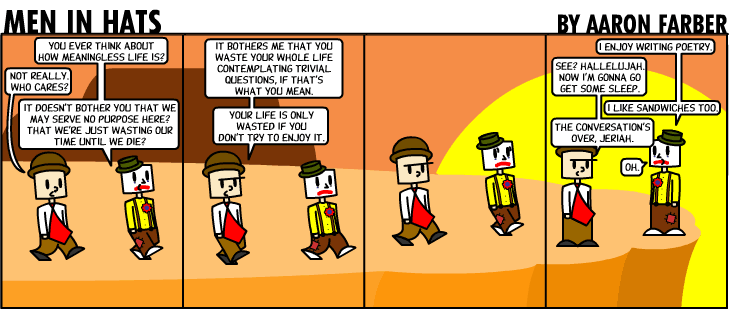 MEN IN HATS
BY AARON FARBER
YOU EVER THINK ABOUT
HOW MEANINGLESS LIFE IS?
NOT REALLY.
WHO CARES?
IT DOESN'T BOTHER YOU THAT WE
MAY SERVE NO PURPOSE HERE?
THAT WE'RE JUST WASTING OUR
TIME UNTIL WE DIE?
IT BOTHERS ME THAT YOU
WASTE YOUR WHOLE LIFE
CONTEMPLATING TRIVIAL
QUESTIONS, IF THAT'S
WHAT YOU MEAN.
YOUR LIFE IS ONLY
WASTED IF YOU
DON'T TRY TO ENJOY IT.
I ENJOY WRITING POETRY.
SEE? HALLELUJAH.
NOW I'M GONNA GO
GET SOME SLEEP.
I LIKE SANDWICHES TOO.
THE CONVERSATION'S
OVER, JERIAH.
OH.